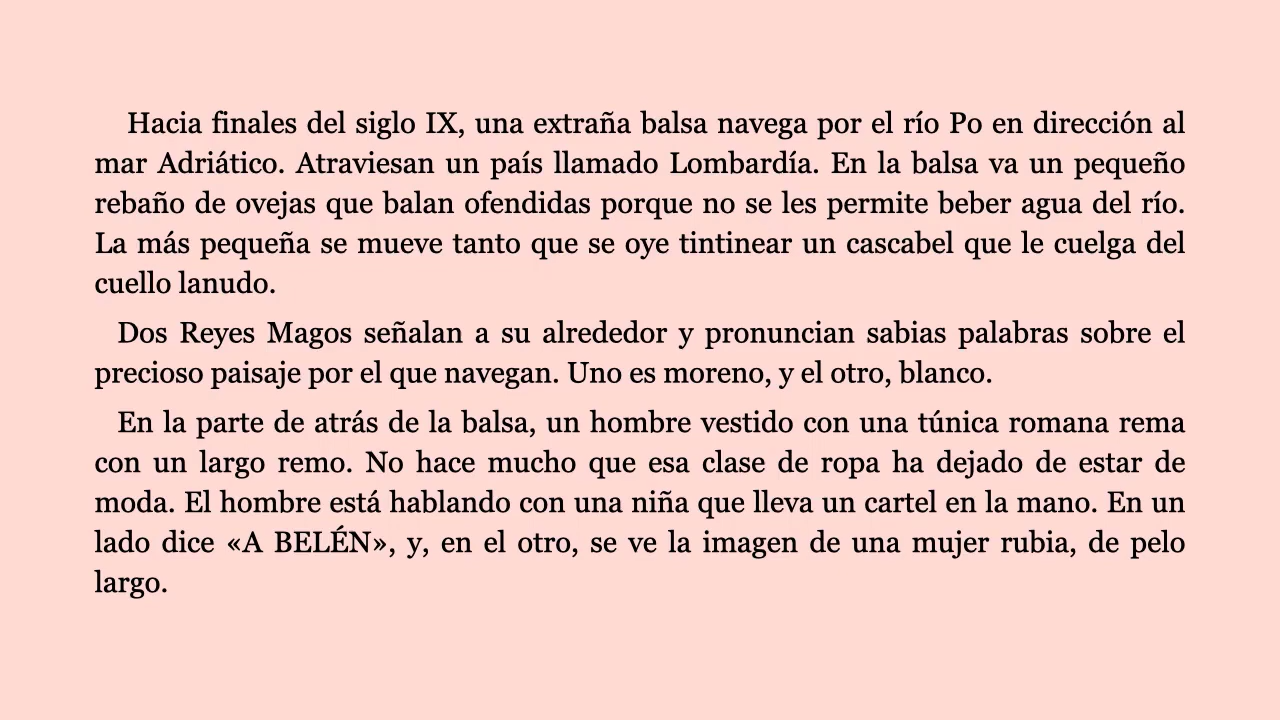 Hacia finales del siglo IX, una extraña balsa navega por el río Po en dirección al
mar Adriático. Atraviesan un país llamado Lombardía. En la balsa va un pequeño
rebaño de ovejas que balan ofendidas porque no se les permite beber agua del río.
La más pequeña se mueve tanto que se oye tintinear un cascabel que le cuelga del
cuello lanudo.
Dos Reyes Magos señalan a su alrededor y pronuncian sabias palabras sobre el
precioso paisaje por el que navegan. Uno es moreno, y el otro, blanco.
En la parte de atrás de la balsa, un hombre vestido con una túnica romana rema
con un largo remo. No hace mucho que esa clase de ropa ha dejado de estar de
moda. El hombre está hablando con una niña que lleva un cartel en la mano. En un
lado dice «A BELÉN», y, en el otro, se ve la imagen de una mujer rubia, de pelo
largo.